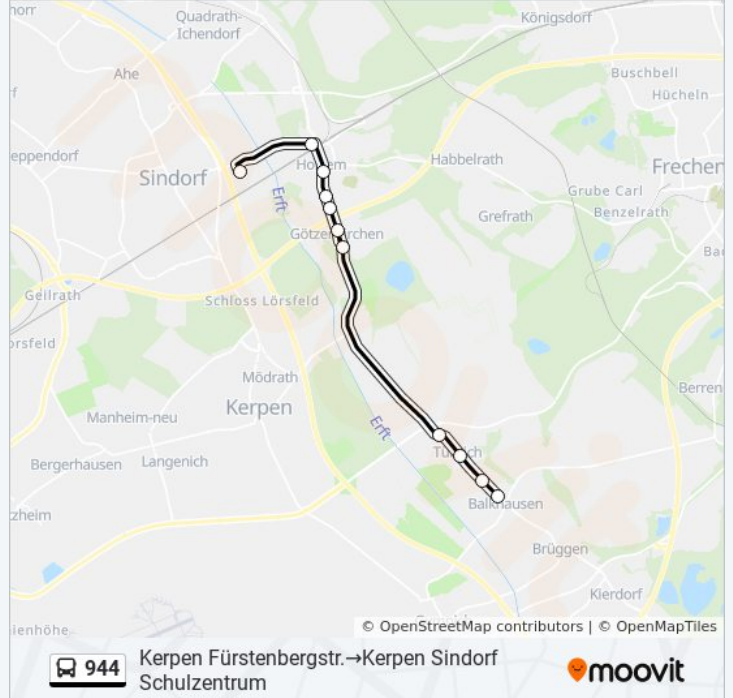 horr
Quadrath-
Ichendorf
Königsdorf
Ahe
Buschbell
Hücheln
eppendorf
Habbelrath
Frechen
Sindorf
Erft
Grube Carl
Benzelrath
Grefrath
Götzenkirchen
Geilrath
Schloss Lörsfeld
orsfeld
Mödrath
Berren
Kerpen
Manheim-neu
Erft
Bergerhausen
Langenich
Balkhausen
zheim
Brüggen
Kierdorf
ienhöhe
© OpenStreetMap contributors | © OpenMapTiles
944
Kerpen Fürstenbergstr.→Kerpen Sindorf
Schulzentrum
moovit